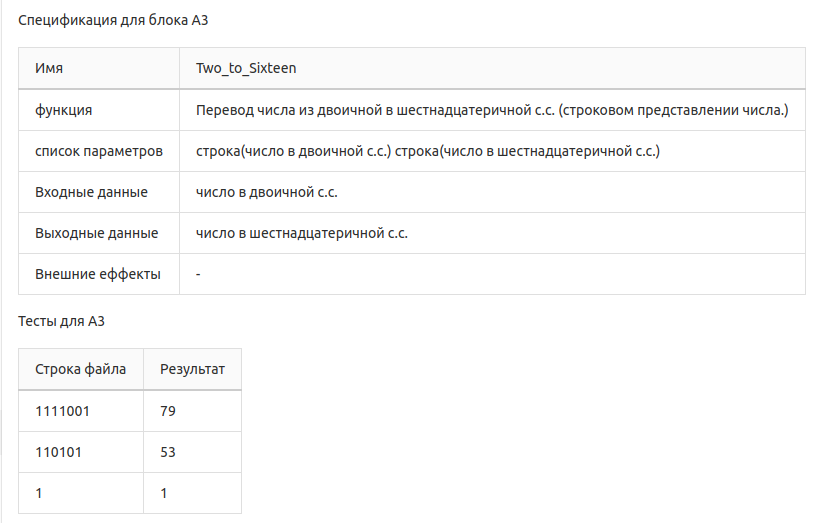 Спецификация для блока А3
Имя Two_to_Sixteen
функция Перевод числа из двоичной в шестнадцатеричной с.с. (строковом представлении числа.)
список параметров строка(число в двоичной с.с.) строка(число в шестнадцатеричной с.с.)
Входные данные число в двоичной с.с.
Выходные данные число в шестнадцатеричной с.с.
Внешние еффекты -
Тесты для А3
Строка файла Результат
1111001 79
110101 53
1 1